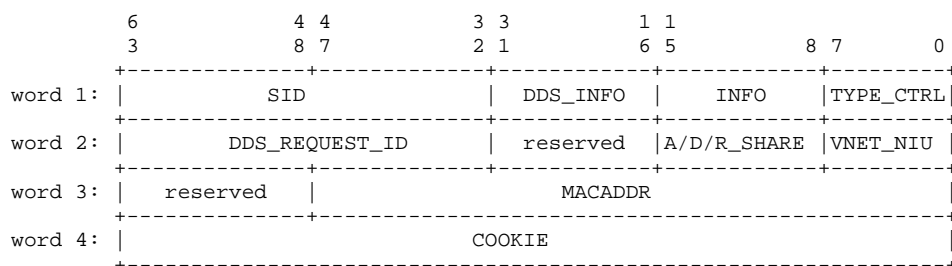 6 4 4 3 3 1 1
3 8 7 2 1 6 5 8 7 0
word 1: | SID | DDS_INFO | INFO |TYPE_CTRL|
word 2: | DDS_REQUEST_ID | reserved |A/D/R_SHARE |VNET_NIU |
word 3: | reserved | MACADDR |
word 4: | COOKIE |